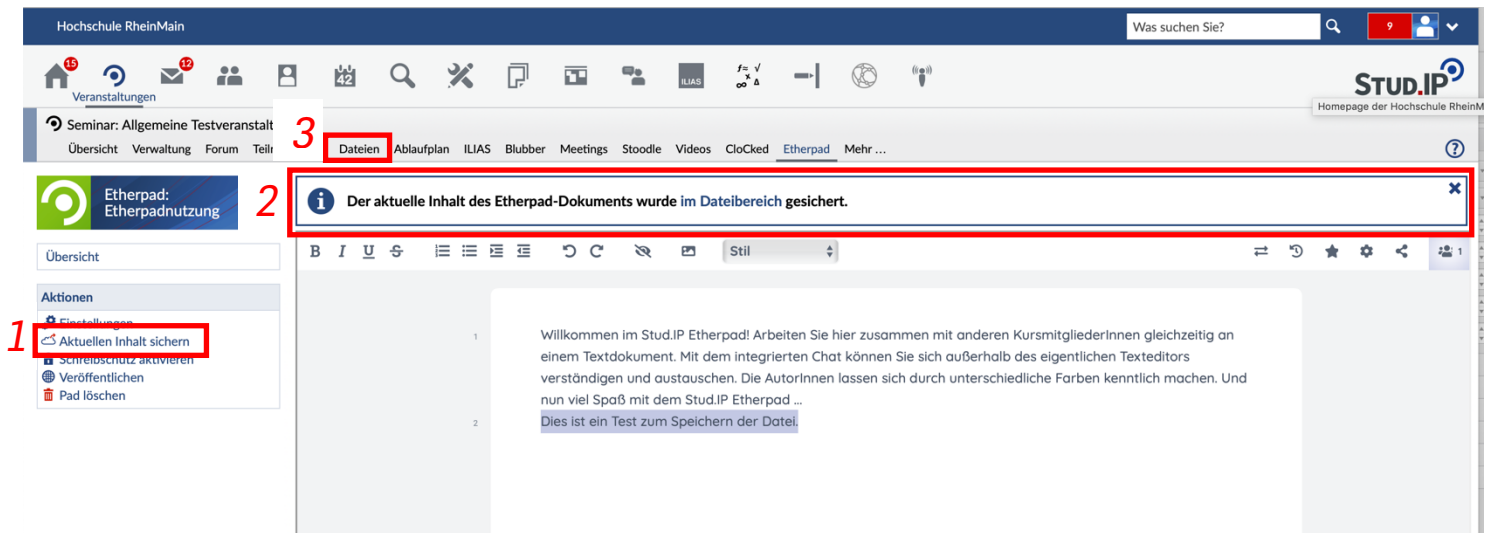 Hochschule RheinMain
Was suchen Sie?
9
15
12
42
ILIAS
Veranstaltungen
STUD.IP
Homepage der Hochschule RheinM
Seminar: Allgemeine Testveranstalt
3
Übersicht Verwaltung Forum Dateien Ablaufplan ILIAS Blubber Meetings Stoodle Videos CloCked Etherpad Mehr ...
Etherpad:
Etherpadnutzung
2
Der aktuelle Inhalt des Etherpad-Dokuments wurde im Dateibereich gesichert.
B I U S Stil 1
Übersicht
Aktionen
Einstellungen
1
Aktuellen Inhalt sichern
Schreibschutz aktivieren
Veröffentlichen
Pad löschen
1 Willkommen im Stud.IP Etherpad! Arbeiten Sie hier zusammen mit anderen KursmitgliederInnen gleichzeitig an
einem Textdokument. Mit dem integrierten Chat können Sie sich außerhalb des eigentlichen Texteditors
verständigen und austauschen. Die AutorInnen lassen sich durch unterschiedliche Farben kenntlich machen. Und
nun viel Spaß mit dem Stud.IP Etherpad ...
2 Dies ist ein Test zum Speichern der Datei.